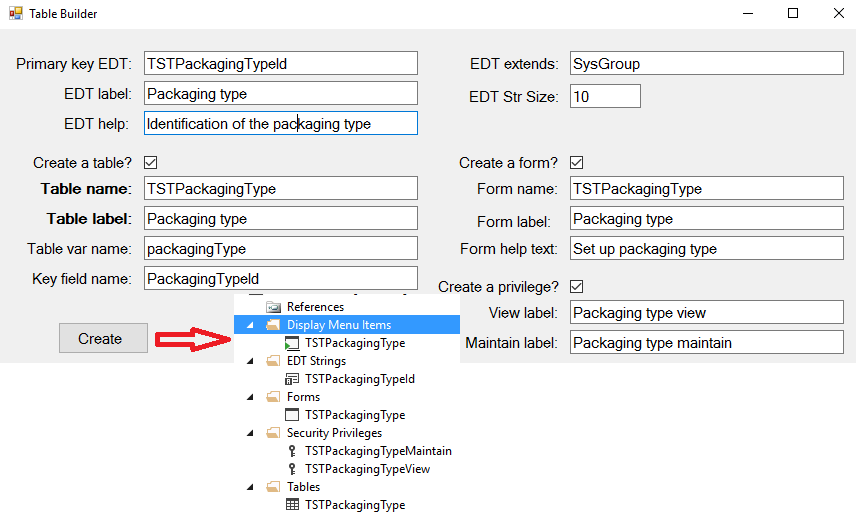 Table Builder
Primary key EDT: TSTPackagingTypeId
EDT extends: SysGroup
EDT label: Packaging type
EDT Str Size: 10
EDT help: Identification of the packaging type
Create a table?
Create a form?
Table name: TSTPackagingType
Form name: TSTPackagingType
Table label: Packaging type
Form label: Packaging type
Table var name: packagingType
Form help text: Set up packaging type
Key field name: PackagingTypeId
Create a privilege?
View label: Packaging type view
Maintain label: Packaging type maintain
Create
References
Display Menu Items
TSTPackagingType
EDT Strings
TSTPackagingTypeId
Forms
TSTPackagingType
Security Privileges
TSTPackagingTypeMaintain
TSTPackagingTypeView
Tables
TSTPackagingType